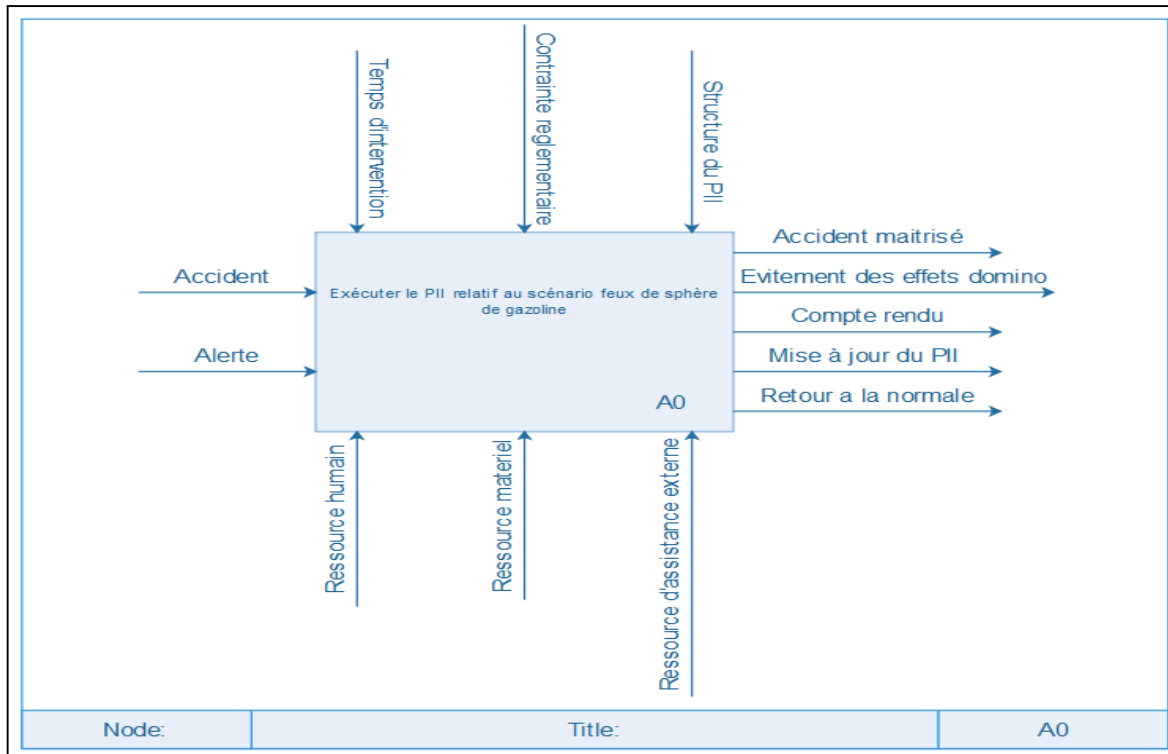 Temps d'intervention
Contrainte reglementaire
Structure du PII
Accident
Alerte
Exécuter le PII relatif au scénario feux de sphère
de gazoline
A0
Accident maitrisé
Evitement des effets domino
Compte rendu
Mise à jour du PII
Retour a la normale
Ressource humain
Ressource materiel
Ressource d'assistance externe
Node:
Title:
A0